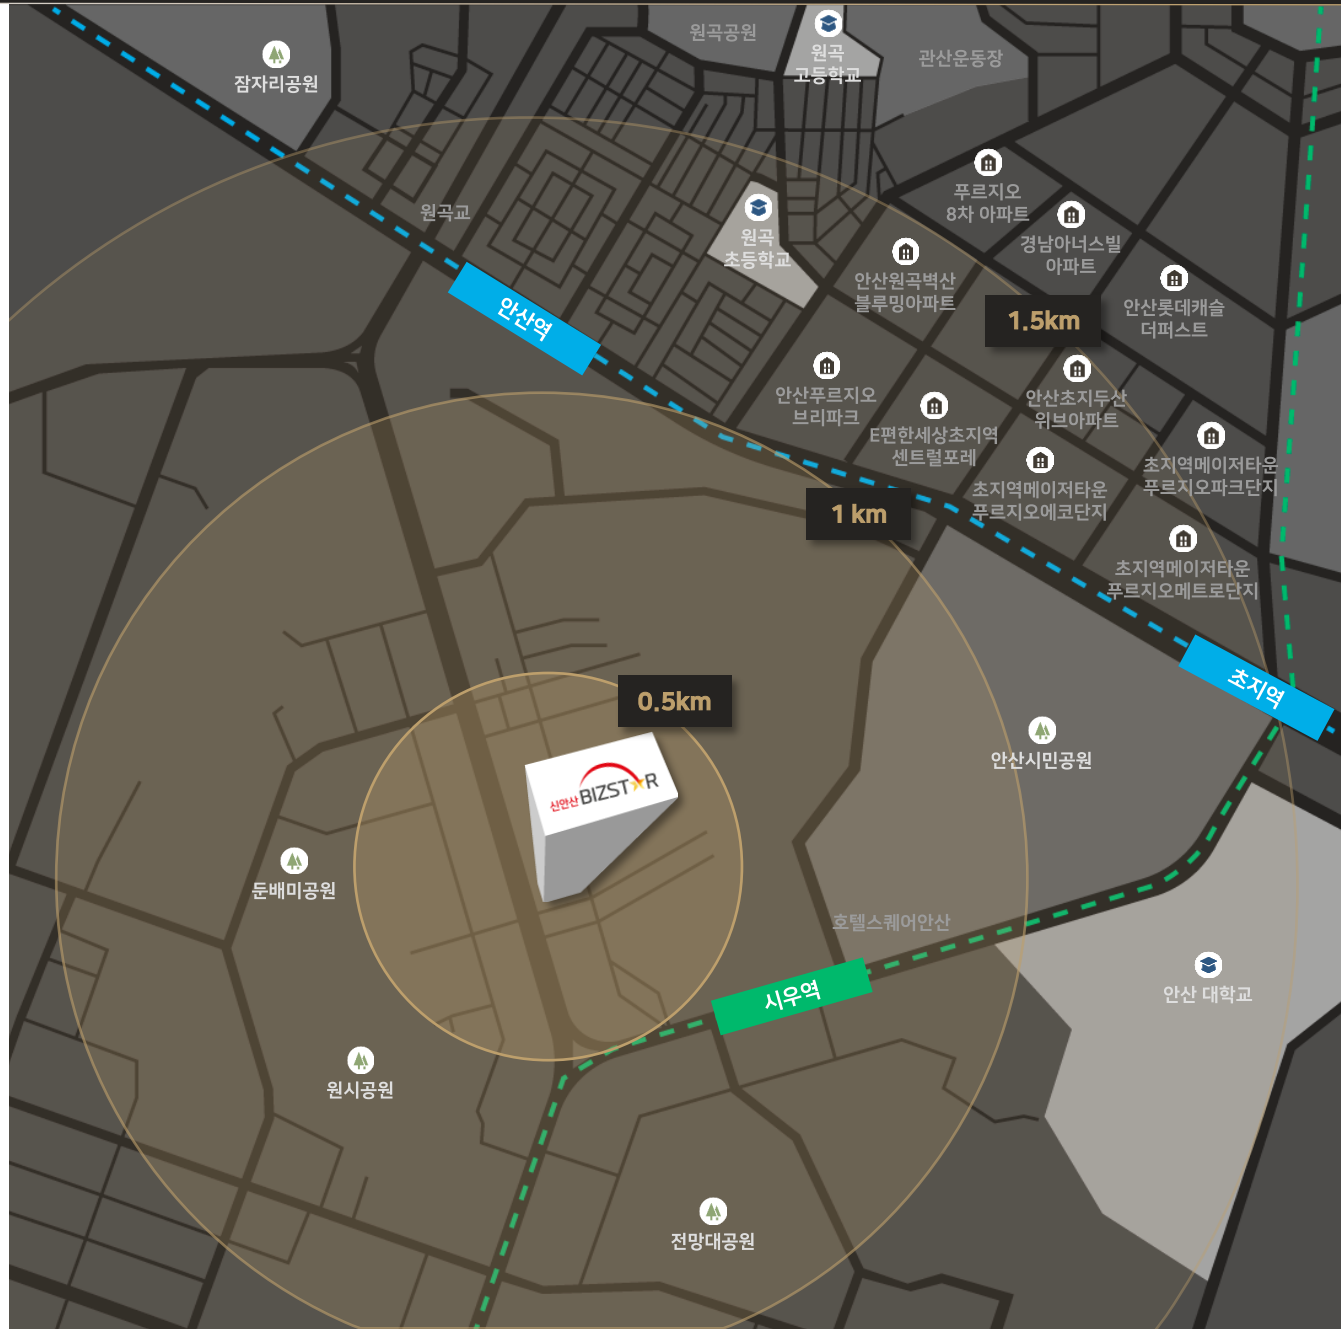 원곡공원
원곡
고등학교
관산운동장
잠자리공원
푸르지오
8차 아파트
원곡교
원곡
초등학교
경남아너스빌
아파트
안산원곡벽산
블루밍아파트
안산롯데캐슬
더퍼스트
안산역
1.5km
안산푸르지오
브리파크
안산초지두산
위브아파트
E편한세상초지역
센트럴포레
초지역메이저타운
푸르지오파크단지
초지역메이저타운
푸르지오에코단지
1 km
초지역메이저타운
푸르지오메트로단지
초지역
0.5km
안산시민공원
신안산 BIZSTAR
둔배미공원
호텔스퀘어안산
시우역
안산 대학교
원시공원
전망대공원